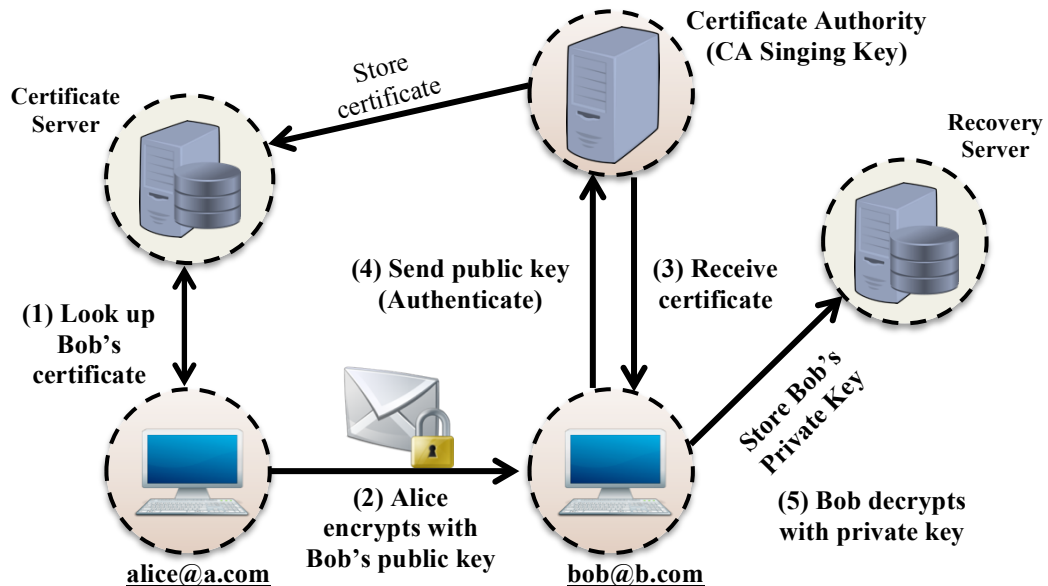 Certificate Authority
(CA Singing Key)
Store
certificate
Certificate
Server
Recovery
Server
(4) Send public key
(Authenticate)
(3) Receive
certificate
(1) Look up
Bob’s
certificate
Store Bob’s
Private Key
(2) Alice
encrypts with
Bob’s public key
(5) Bob decrypts
with private key
alice@a.com
bob@b.com